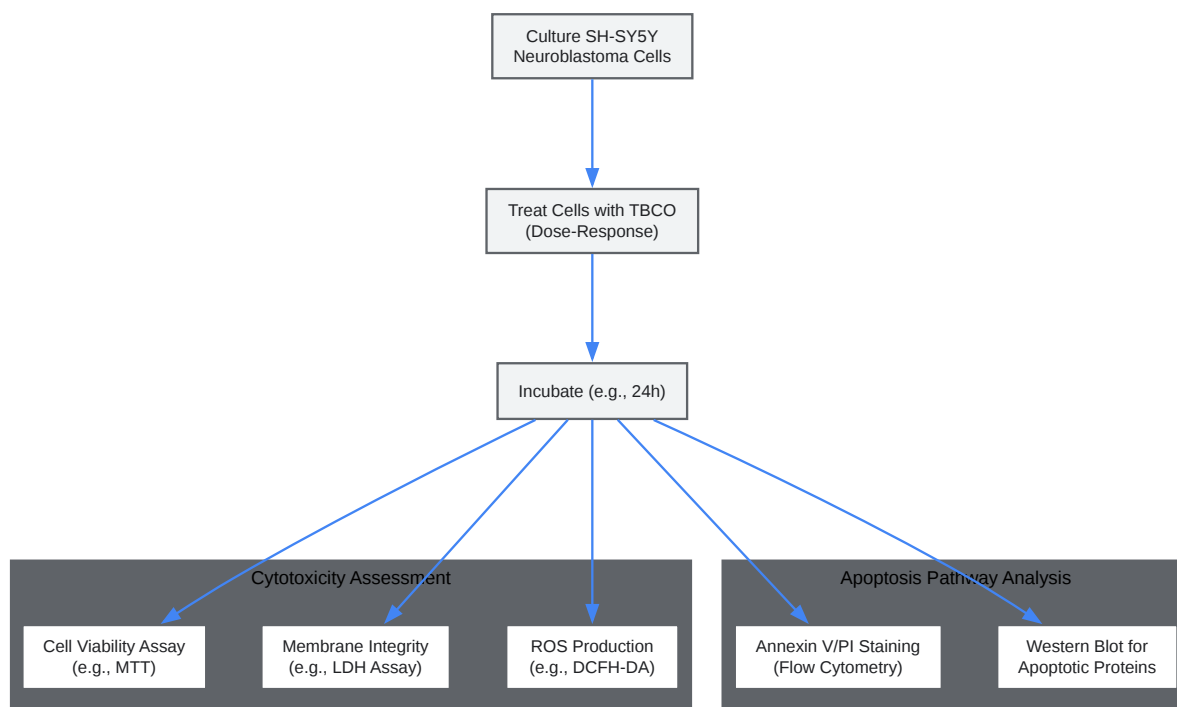 Culture SH-SY5Y
Neuroblastoma Cells
Treat Cells with TBCO
(Dose-Response)
Incubate (e.g., 24h)
Cytotoxicity Assessment
Apoptosis Pathway Analysis
Cell Viability Assay
(e.g., MTT)
Membrane Integrity
(e.g., LDH Assay)
ROS Production
(e.g., DCFH-DA)
Annexin V/PI Staining
(Flow Cytometry)
Western Blot for
Apoptotic Proteins